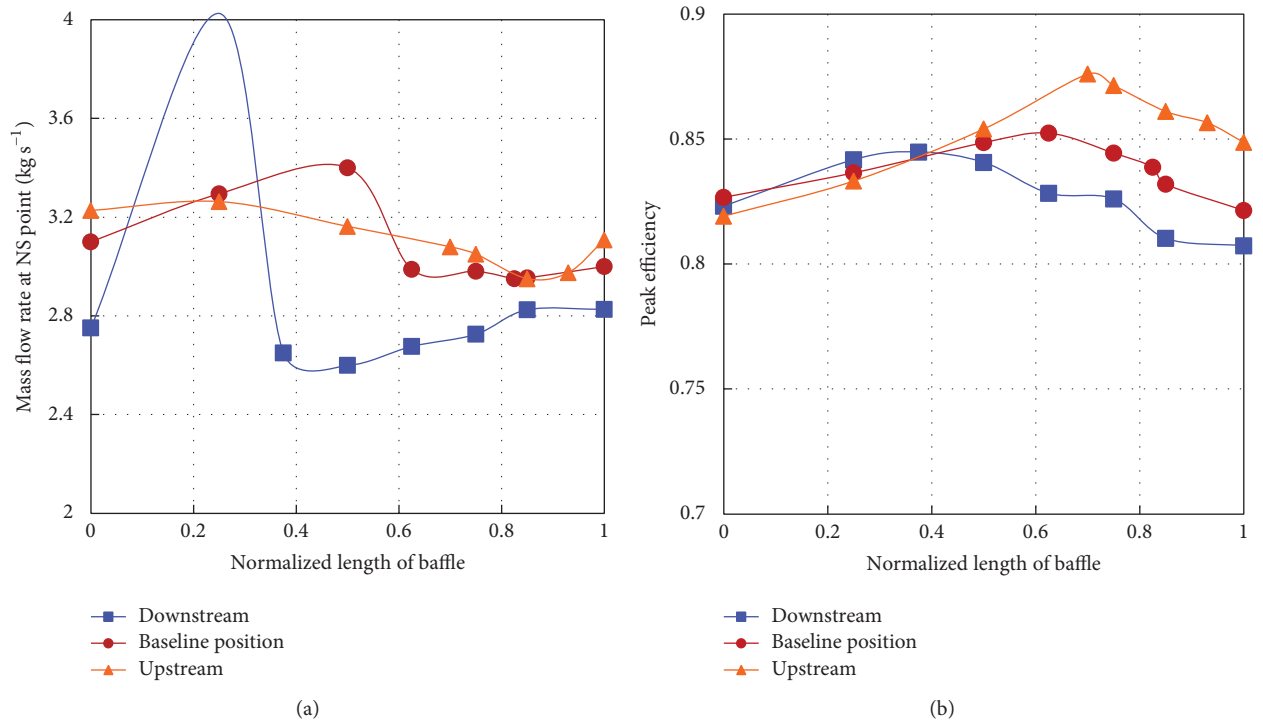 4
3.6
3.2
2.8
2.4
2
0
0.2
0.4
0.6
0.8
1
Mass flow rate at NS point (kg s⁻¹)
Normalized length of baffle
Downstream
Baseline position
Upstream
(a)
0.9
0.85
0.8
0.75
0.7
0
0.2
0.4
0.6
0.8
1
Peak efficiency
Normalized length of baffle
Downstream
Baseline position
Upstream
(b)